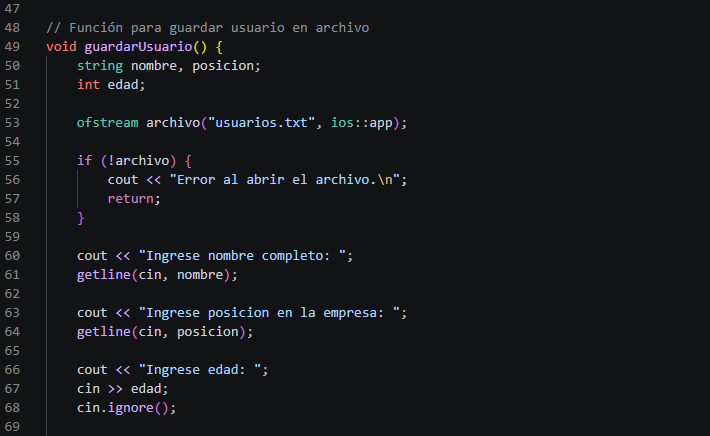 47
48 // Función para guardar usuario en archivo
49 void guardarUsuario() {
50     string nombre, posicion;
51     int edad;
52
53     ofstream archivo("usuarios.txt", ios::app);
54
55     if (!archivo) {
56         cout << "Error al abrir el archivo.\n";
57         return;
58     }
59
60     cout << "Ingrese nombre completo: ";
61     getline(cin, nombre);
62
63     cout << "Ingrese posicion en la empresa: ";
64     getline(cin, posicion);
65
66     cout << "Ingrese edad: ";
67     cin >> edad;
68     cin.ignore();
69